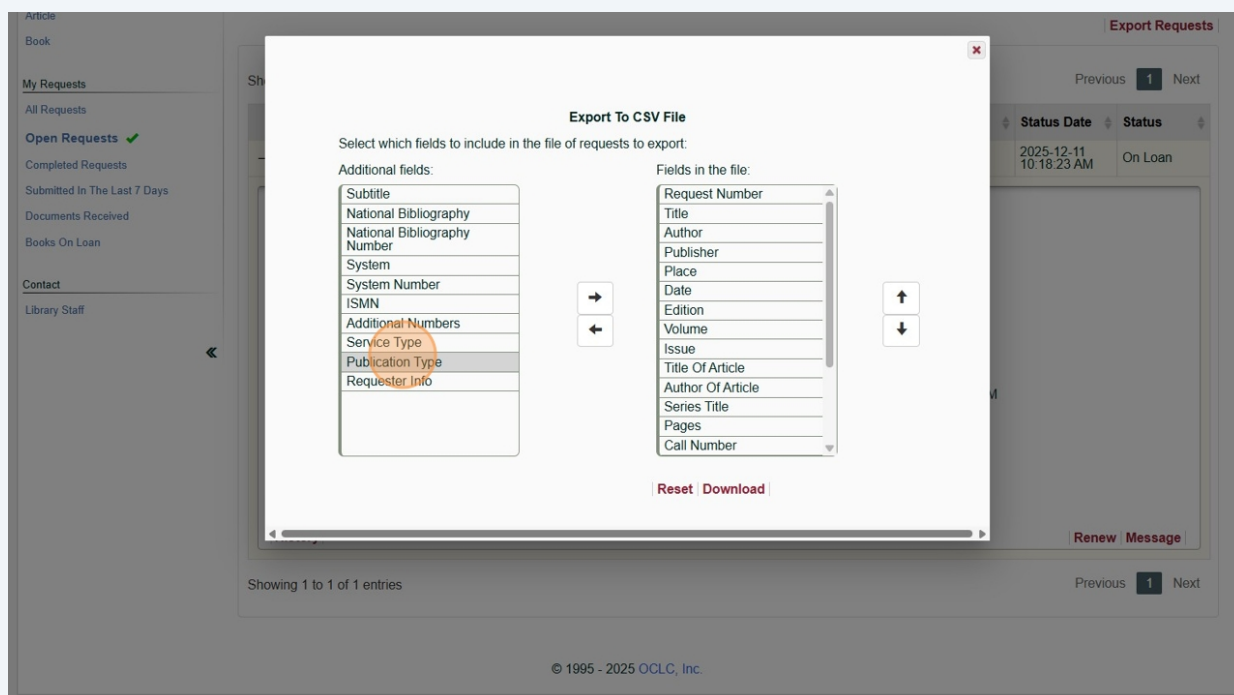 Article
Export Requests
Book
My Requests
Previous 1 Next
All Requests
Export To CSV File
Status Date Status
Open Requests
Select which fields to include in the file of requests to export:
2025-12-11
10:18:23 AM
On Loan
Completed Requests
Additional fields:
Fields in the file:
Submitted In The Last 7 Days
Documents Received
Books On Loan
Contact
Library Staff
Subtitle
National Bibliography
National Bibliography
Number
System
System Number
ISMN
Additional Numbers
Service Type
Publication Type
Requester Info
Request Number
Title
Author
Publisher
Place
Date
Edition
Volume
Issue
Title Of Article
Author Of Article
Series Title
Pages
Call Number
Reset Download
Renew Message
Showing 1 to 1 of 1 entries
Previous 1 Next
© 1995 - 2025 OCLC, Inc.